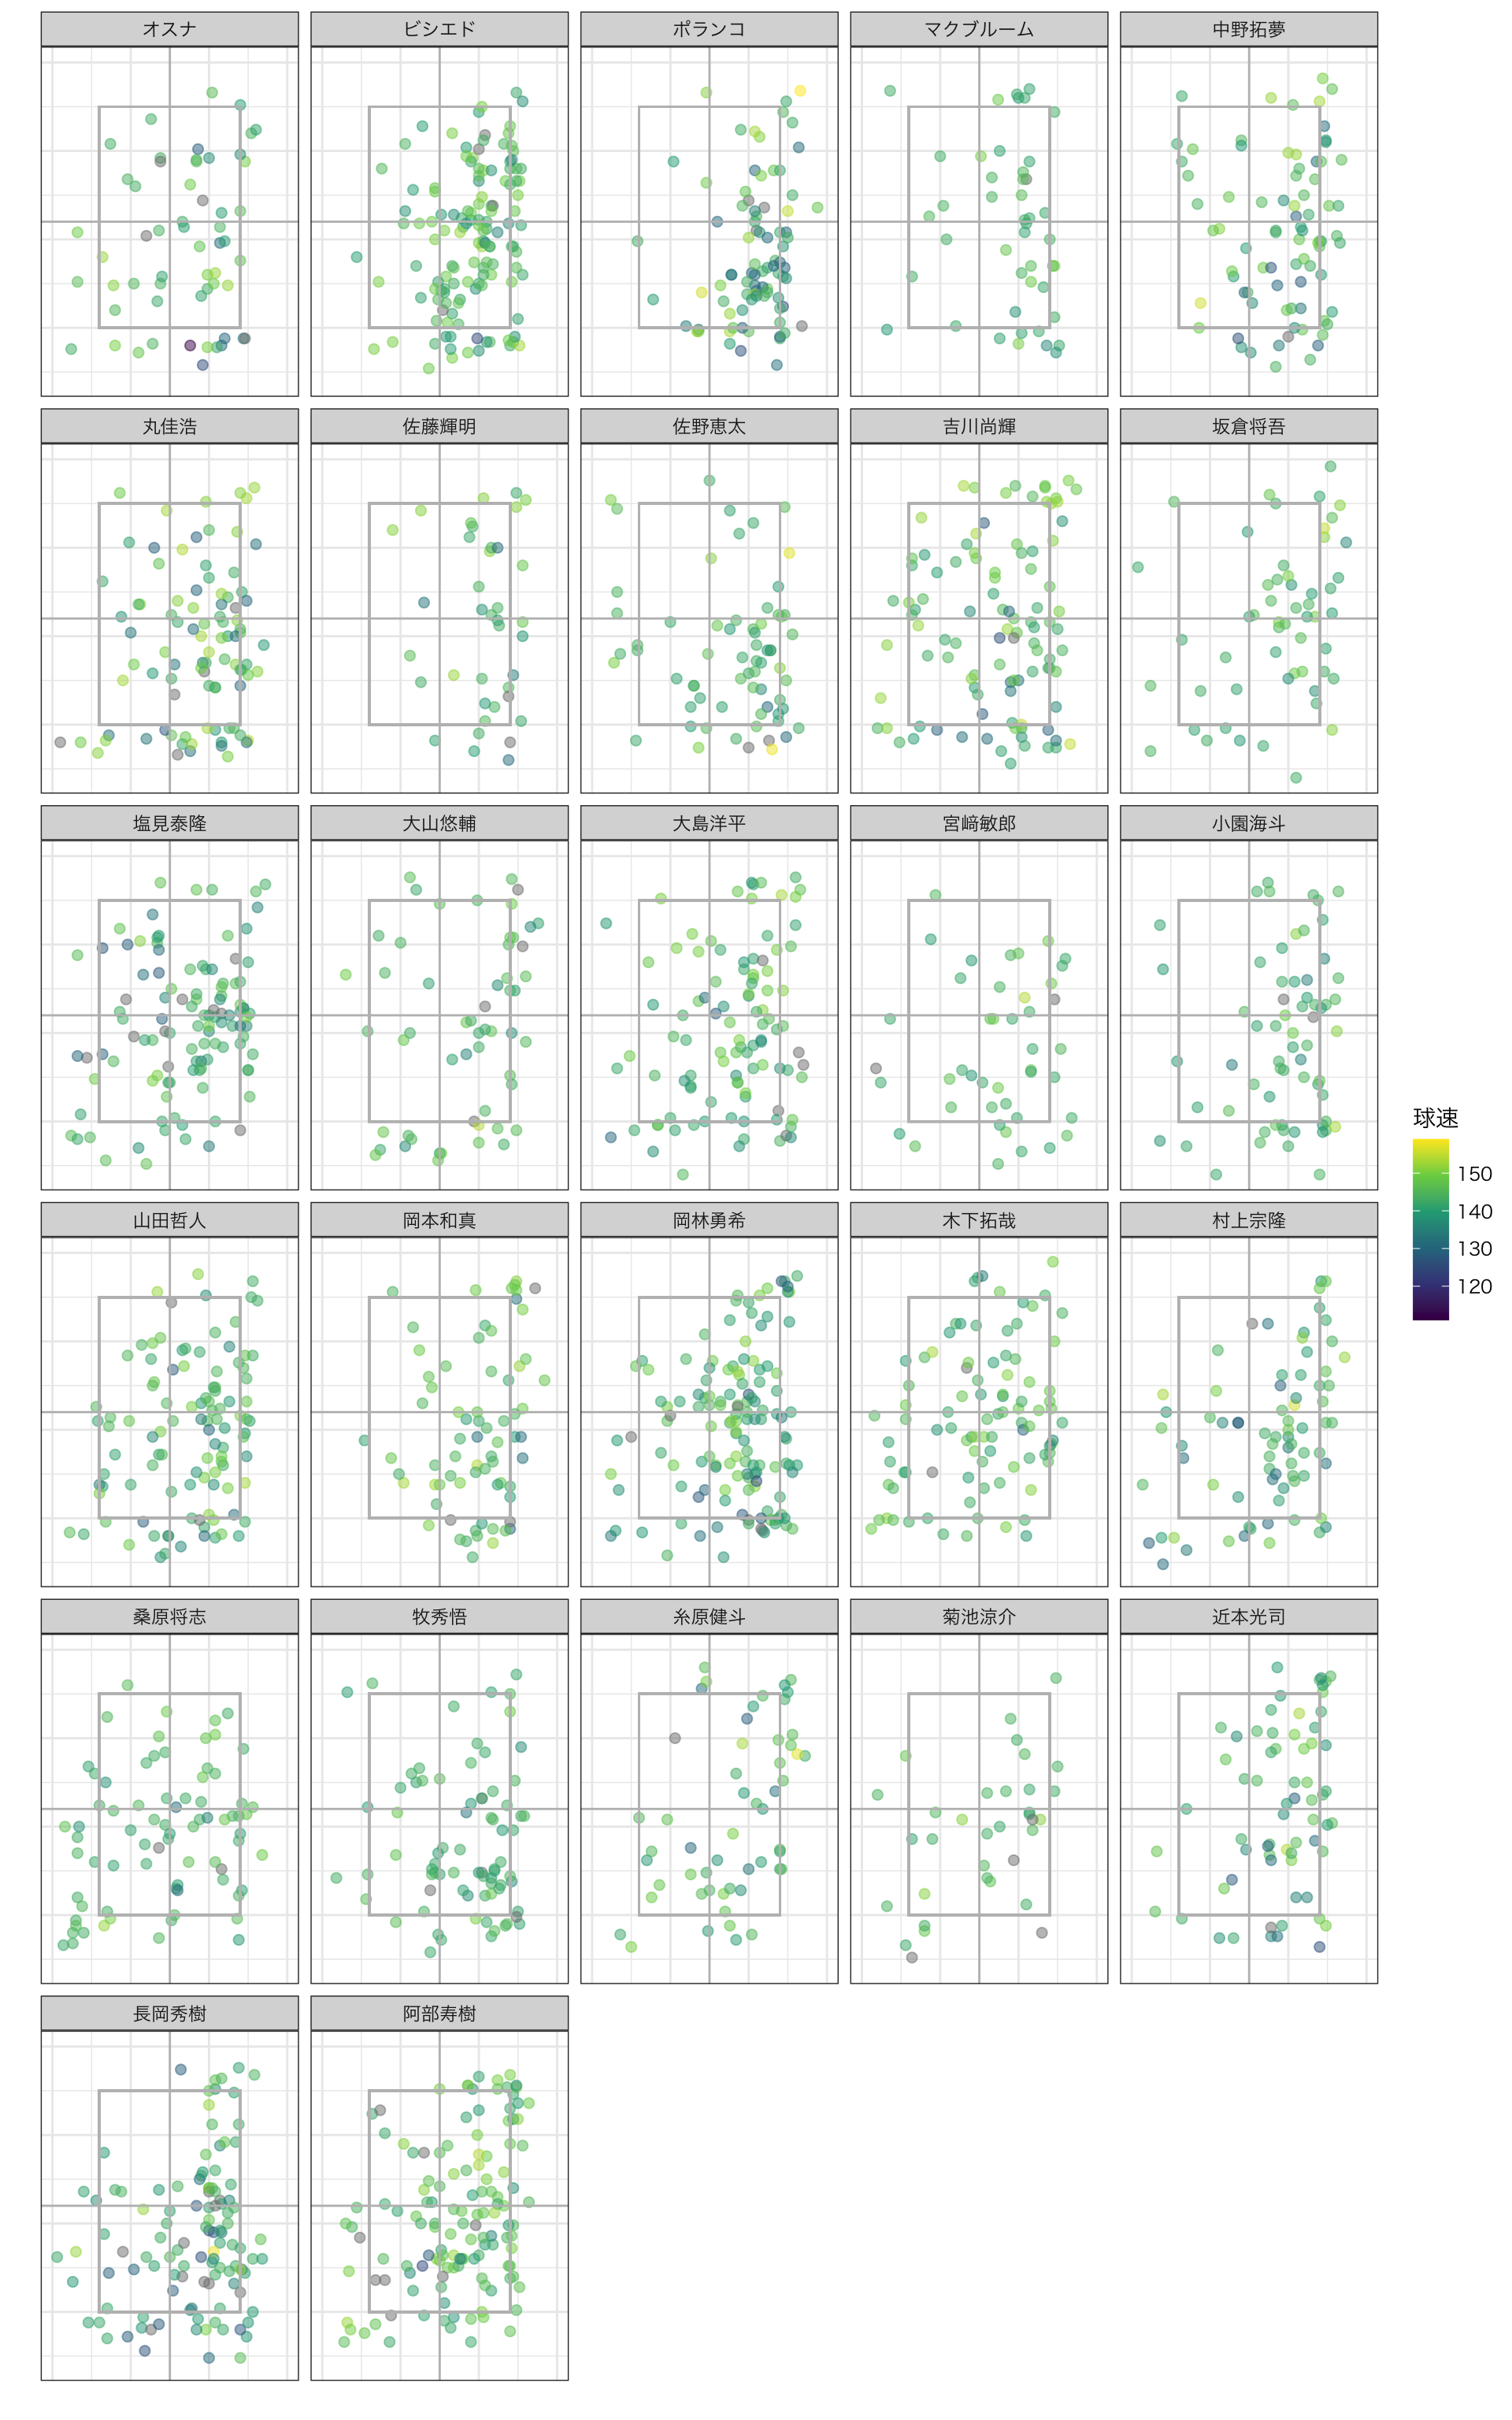 オスナ
ビシエド
ポランコ
マクブルーム
中野拓夢
丸佳浩
佐藤輝明
佐野恵太
吉川尚輝
坂倉将吾
塩見泰隆
大山悠輔
大島洋平
宮﨑敏郎
小園海斗
山田哲人
岡本和真
岡林勇希
木下拓哉
村上宗隆
桑原将志
牧秀悟
糸原健斗
菊池涼介
近本光司
長岡秀樹
阿部寿樹
球速
150
140
130
120